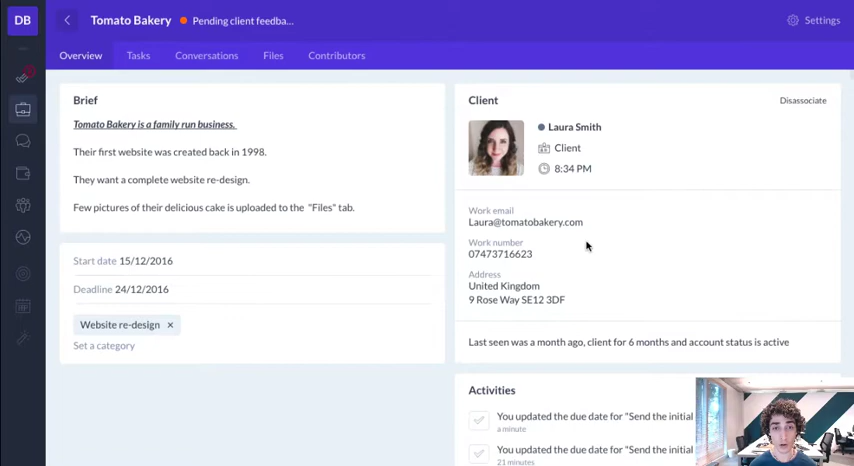 DB
Tomato Bakery
Pending client feedba...
Settings
Overview
Tasks
Conversations
Files
Contributors
Brief
Tomato Bakery is a family run business.
Their first website was created back in 1998.
They want a complete website re-design.
Few pictures of their delicious cake is uploaded to the "Files" tab.
Start date 15/12/2016
Deadline 24/12/2016
Website re-design ×
Set a category
Client
Disassociate
Laura Smith
Client
8:34 PM
Work email
Laura@tomatobakery.com
Work number
07473716623
Address
United Kingdom
9 Rose Way SE12 3DF
Last seen was a month ago, client for 6 months and account status is active
Activities
You updated the due date for "Send the initial
a minute
You updated the due date for "Send the initial
21 minutes